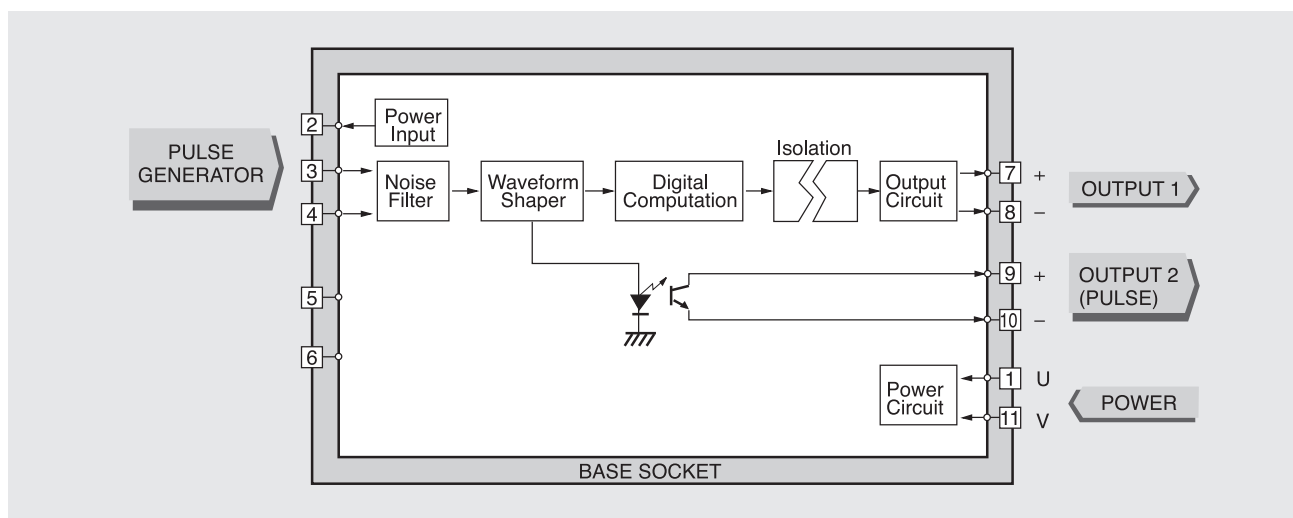 PULSE
GENERATOR
2
3
4
5
6
Power
Input
Noise
Filter
Waveform
Shaper
Digital
Computation
Isolation
Output
Circuit
7 +
8 −
OUTPUT 1
9 +
10 −
OUTPUT 2
(PULSE)
Power
Circuit
1 U
11 V
POWER
BASE SOCKET